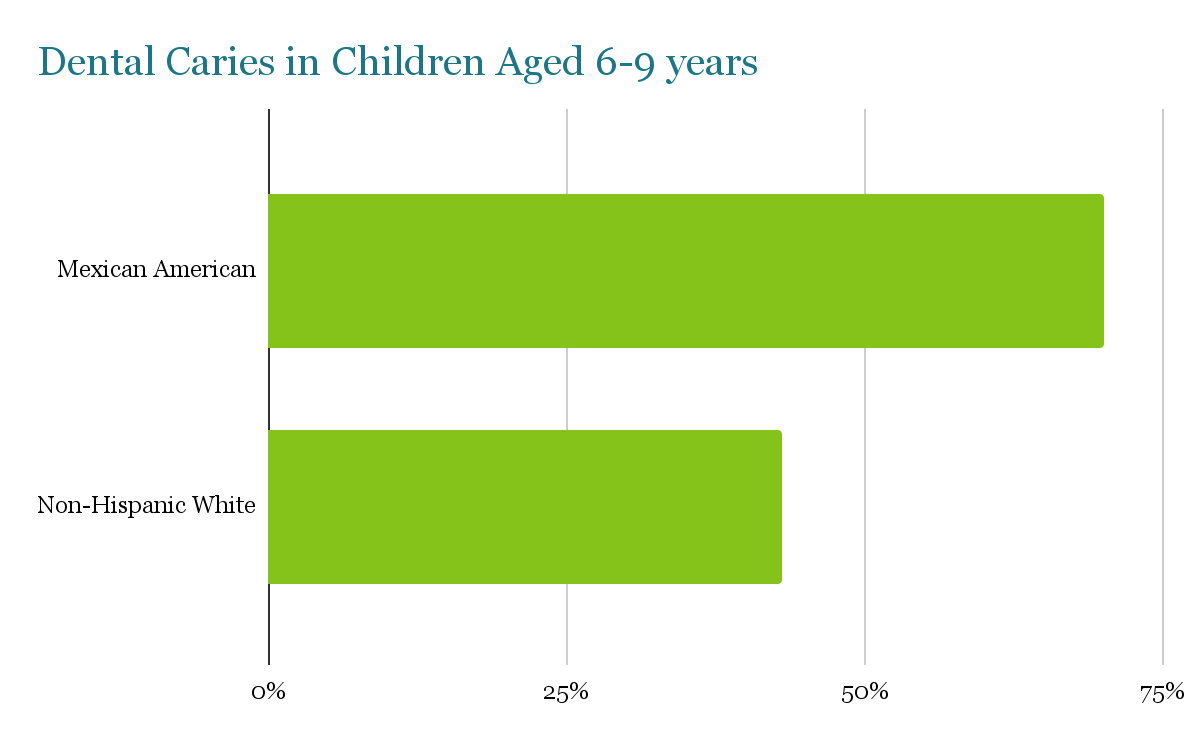 Dental Caries in Children Aged 6-9 years
Mexican American
Non-Hispanic White
0%
25%
50%
75%